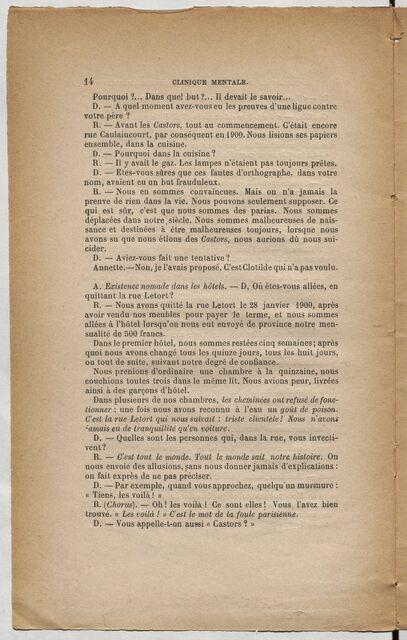 14 CLINIQUE MENTALE.
Pourquoi ?... Dans quel but ?... Il devait le savoir...
D. — A quel moment avez-vous eu les preuves d'une ligue contre
votre père ?
R. — Avant les Castors, tout au commencement. C'était encore
rue Caulaincourt, par conséquent en 1900. Nous lisions ses papiers
ensemble, dans la cuisine.
D. — Pourquoi dans la cuisine ?
R. — Il y avait le gaz. Les lampes n'étaient pas toujours prêtes.
D. — Etes-vous sûres que ces fautes d'orthographe, dans votre
nom, avaient eu un but frauduleux.
R. — Nous en sommes convaincues. Mais on n'a jamais la
preuve de rien dans la vie. Nous pouvons seulement supposer. Ce
qui est sûr, c'est que nous sommes des parias. Nous sommes
déplacées dans notre siècle. Nous sommes malheureuses de nais-
sance et destinées à être malheureuses toujours, lorsque nous
avons su que nous étions des Castors, nous aurions dû nous sui-
cider.
D. — Aviez-vous fait une tentative ?
Annette. — Non, je l'avais proposé. C'est Clotilde qui n'a pas voulu.
A. Existence nomade dans les hôtels. — D, Où êtes-vous allées, en
quittant la rue Letort ?
R. — Nous avons quitté la rue Letort le 28 janvier 1909, après
avoir vendu nos meubles pour payer le terme, et nous sommes
allées à l'hôtel lorsqu'on nous eut envoyé de province notre men-
sualité de 500 francs.
Dans le premier hôtel, nous sommes restées cinq semaines ; après
quoi nous avons changé tous les quinze jours, tous les huit jours,
ou tout de suite, suivant notre degré de confiance.
Nous prenions d'ordinaire une chambre à la quinzaine, nous
couchions toutes trois dans le même lit. Nous avions peur, livrées
ainsi à des garçons d'hôtel.
Dans plusieurs de nos chambres, les cheminées ont refusé de fonc-
tionner : une fois nous avons reconnu à l'eau un goût de poison.
C'est la rue Letort qui nous suivait : triste clientèle ! Nous n'avons
jamais eu de tranquillité qu'en voiture.
D. — Quelles sont les personnes qui, dans la rue, vous invecti-
vent ?
R. — C'est tout le monde. Tout le monde sait notre histoire. On
nous envoie des allusions, sans nous donner jamais d'explications :
on fait exprès de ne pas préciser.
D. — Par exemple, quand vous approchez, quelqu'un murmure :
« Tiens, les voilà ! »
R. (Chorus). — Oh ! les voilà ! Ce sont elles ! Vous l'avez bien
trouvé. « Les voilà ! » C'est le mot de la foule parisienne.
D. — Vous appelle-t-on aussi « Castors ? »